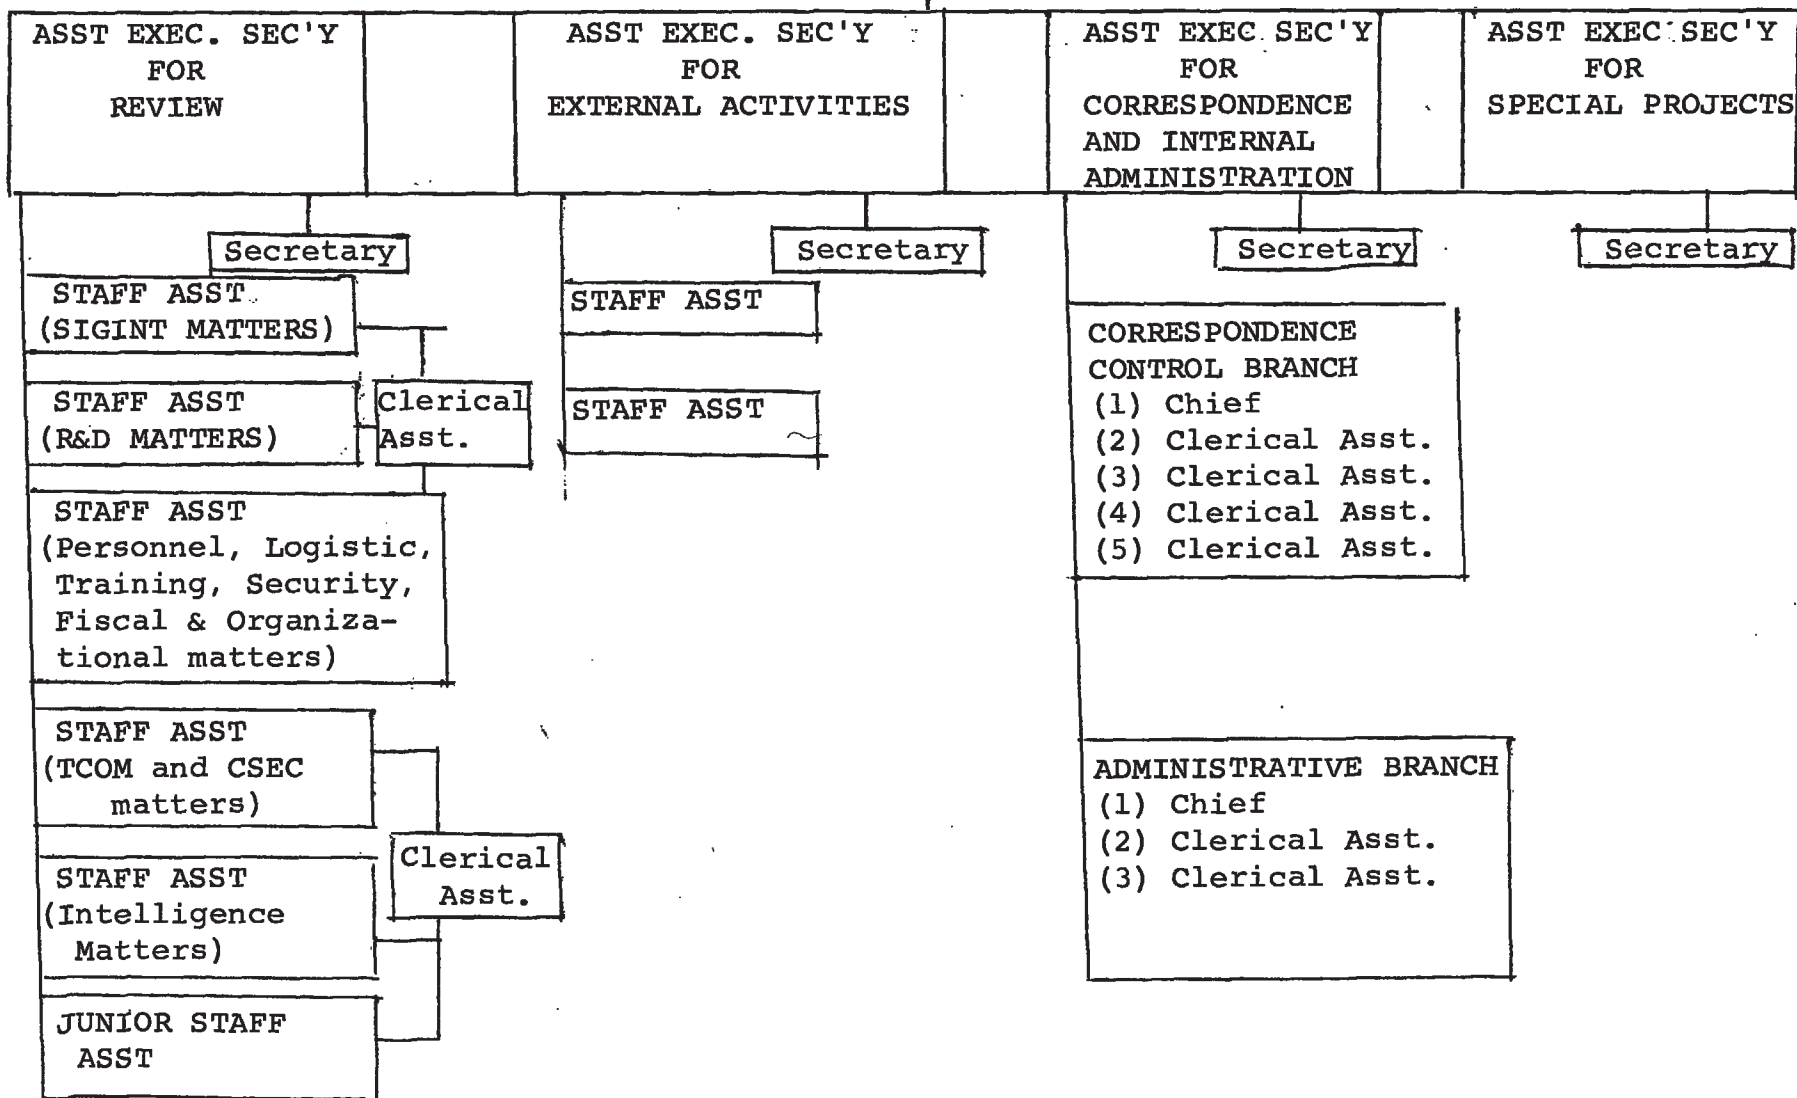 ASST EXEC. SEC'Y
FOR
REVIEW
ASST EXEC. SEC'Y
FOR
EXTERNAL ACTIVITIES
ASST EXEC. SEC'Y
FOR
CORRESPONDENCE
AND INTERNAL
ADMINISTRATION
ASST EXEC SEC'Y
FOR
SPECIAL PROJECTS
Secretary
STAFF ASST
(SIGINT MATTERS)
STAFF ASST
(R&D MATTERS)
Clerical
Asst.
STAFF ASST
(Personnel, Logistic,
Training, Security,
Fiscal & Organiza-
tional matters)
STAFF ASST
(TCOM and CSEC
matters)
Clerical
Asst.
STAFF ASST
(Intelligence
Matters)
JUNIOR STAFF
ASST
Secretary
STAFF ASST
STAFF ASST
Secretary
CORRESPONDENCE
CONTROL BRANCH
(1) Chief
(2) Clerical Asst.
(3) Clerical Asst.
(4) Clerical Asst.
(5) Clerical Asst.
ADMINISTRATIVE BRANCH
(1) Chief
(2) Clerical Asst.
(3) Clerical Asst.
Secretary